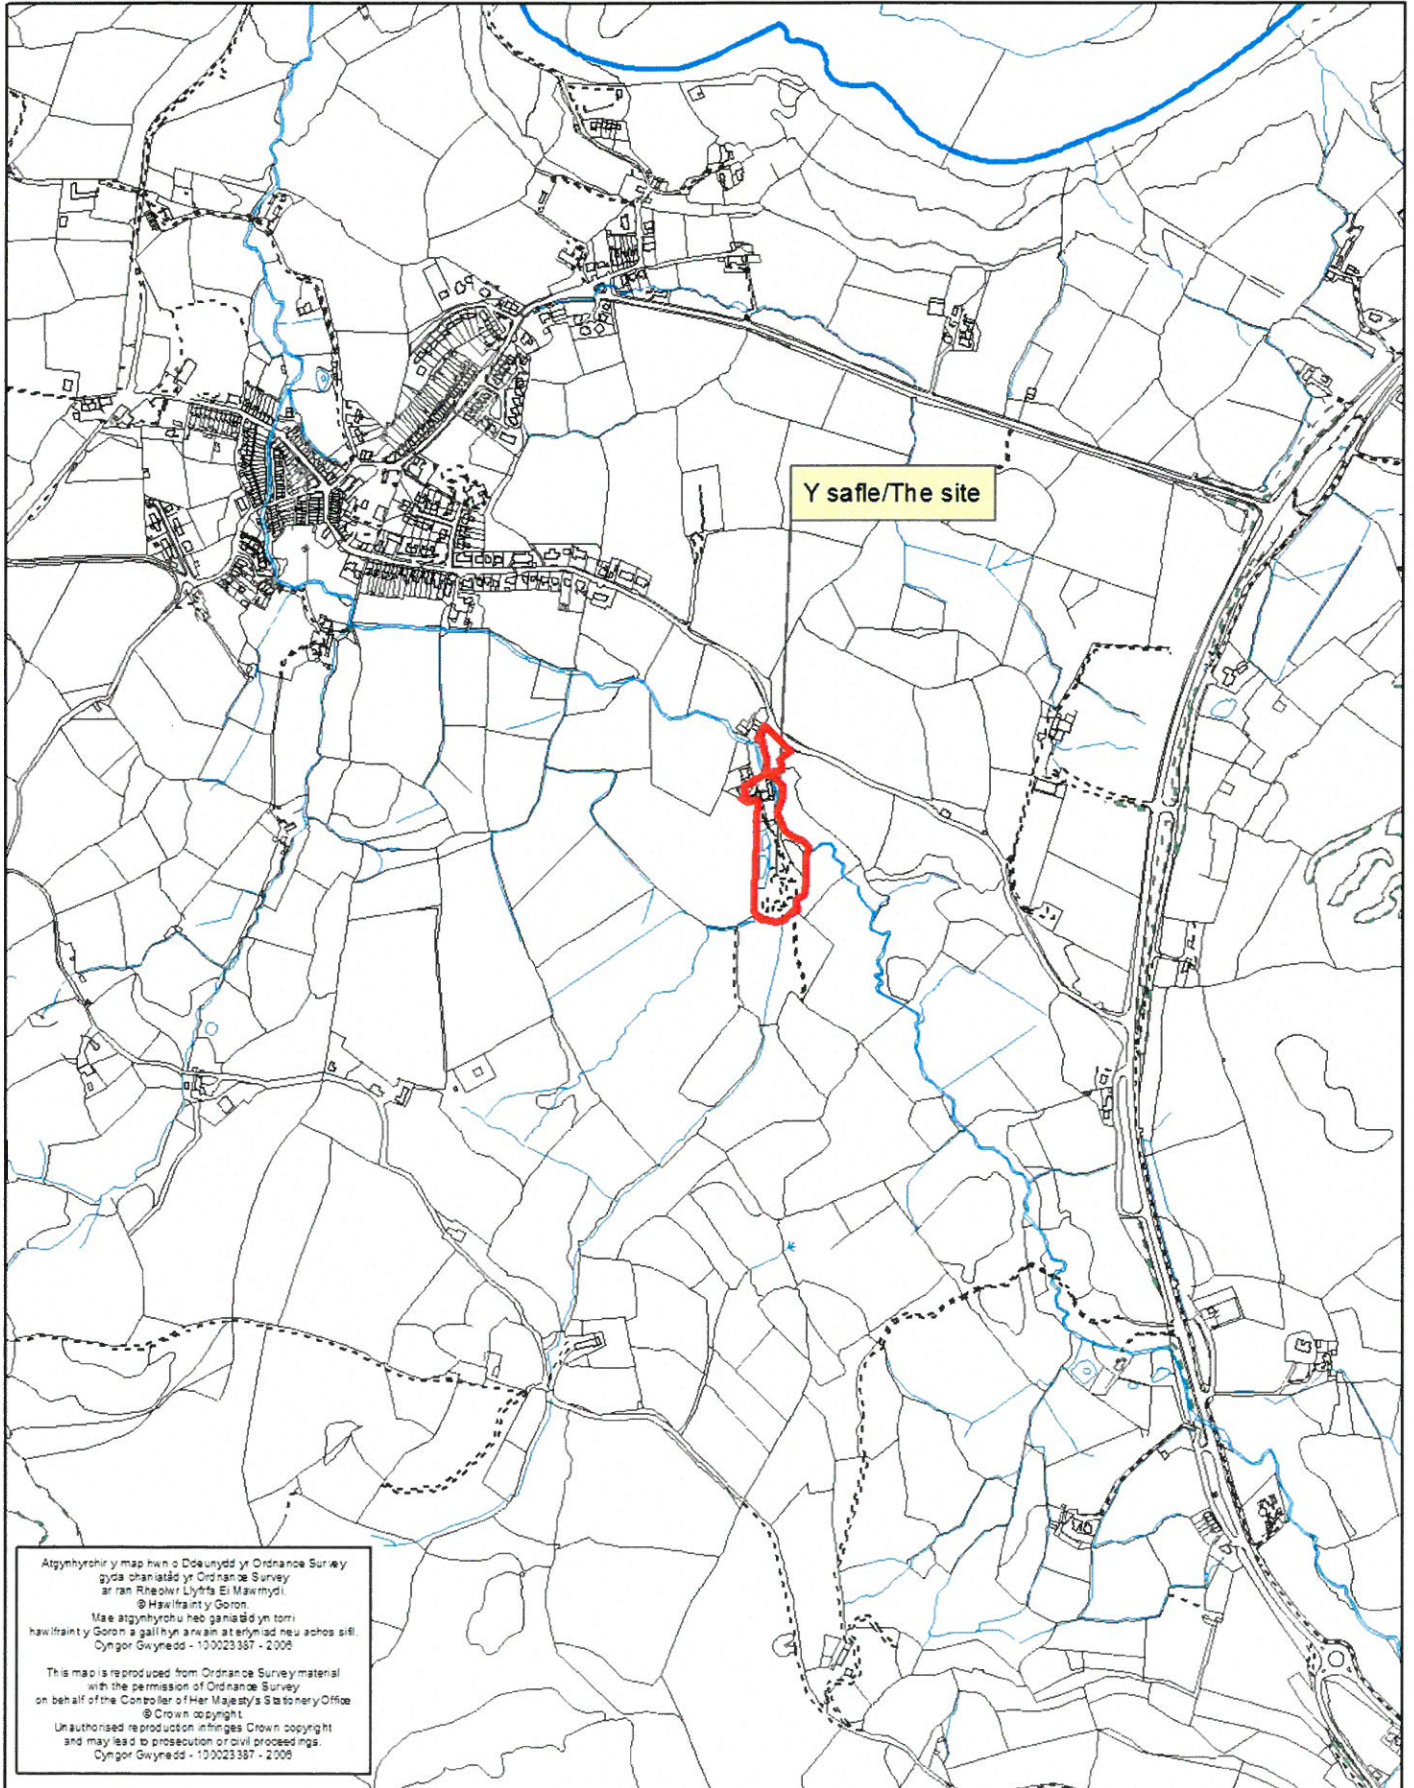 Y safle/The site
Atgynhyrchir y map hwn o Ddeunydd yr Ordnance Survey
gyda chaniatâd yr Ordnance Survey
ar ran Rheolwr Llyfrfa Ei Mawrhydi.
© Hawlfraint y Goron.
Mae atgynhyrchu heb ganiatâd yn torri
hawlfraint y Goron a gall hyn arwain at erlyniad neu achos sifil.
Cyngor Gwynedd - 100023387 - 2006
This map is reproduced from Ordnance Survey material
with the permission of Ordnance Survey
on behalf of the Controller of Her Majesty's Stationery Office
© Crown copyright.
Unauthorised reproduction infringes Crown copyright
and may lead to prosecution or civil proceedings.
Cyngor Gwynedd - 100023387 - 2006